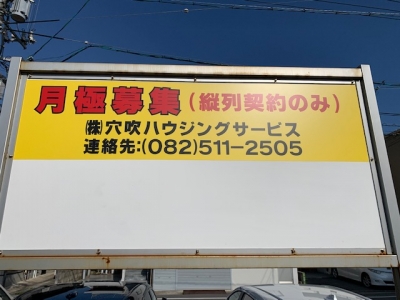 月極募集(縦列契約のみ)
㈱穴吹ハウジングサービス
連絡先:(082)511-2505